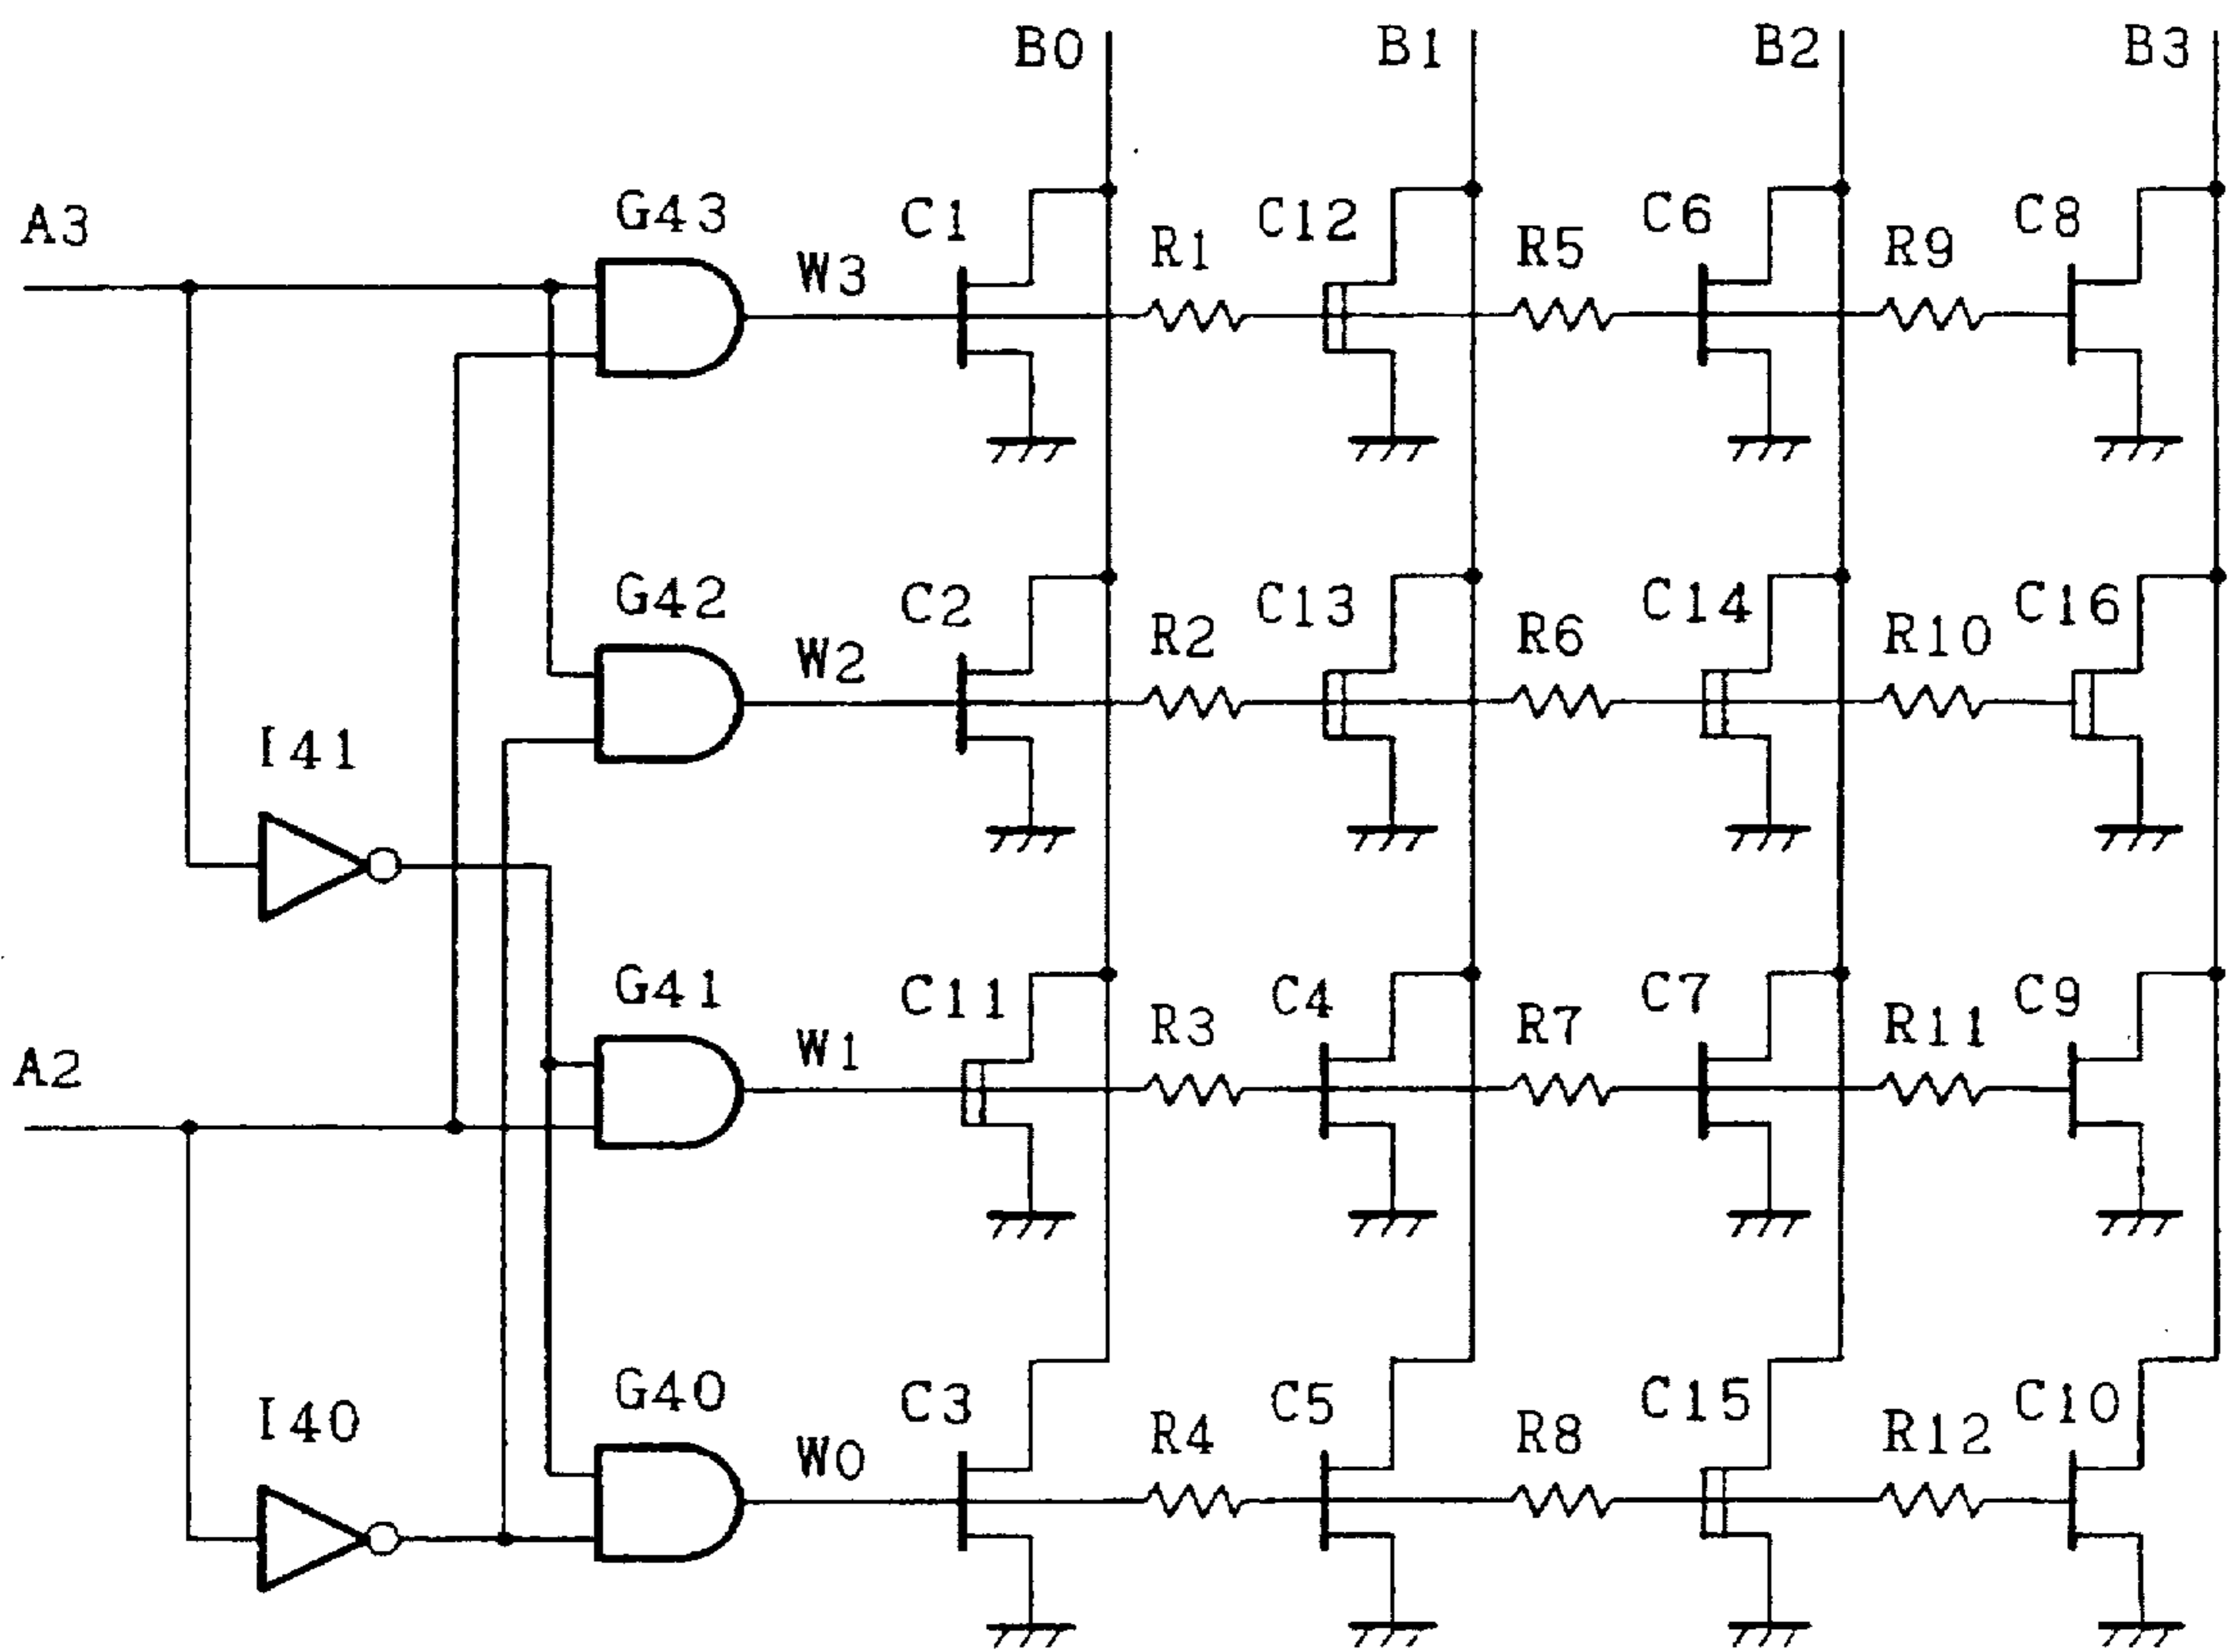 B0 B1 B2 B3
A3 G43 W3 C1 R1 C12 R5 C6 R9 C8
G42 W2 C2 R2 C13 R6 C14 R10 C16
I41
A2 G41 W1 C11 R3 C4 R7 C7 R11 C9
I40 G40 W0 C3 R4 C5 R8 C15 R12 C10